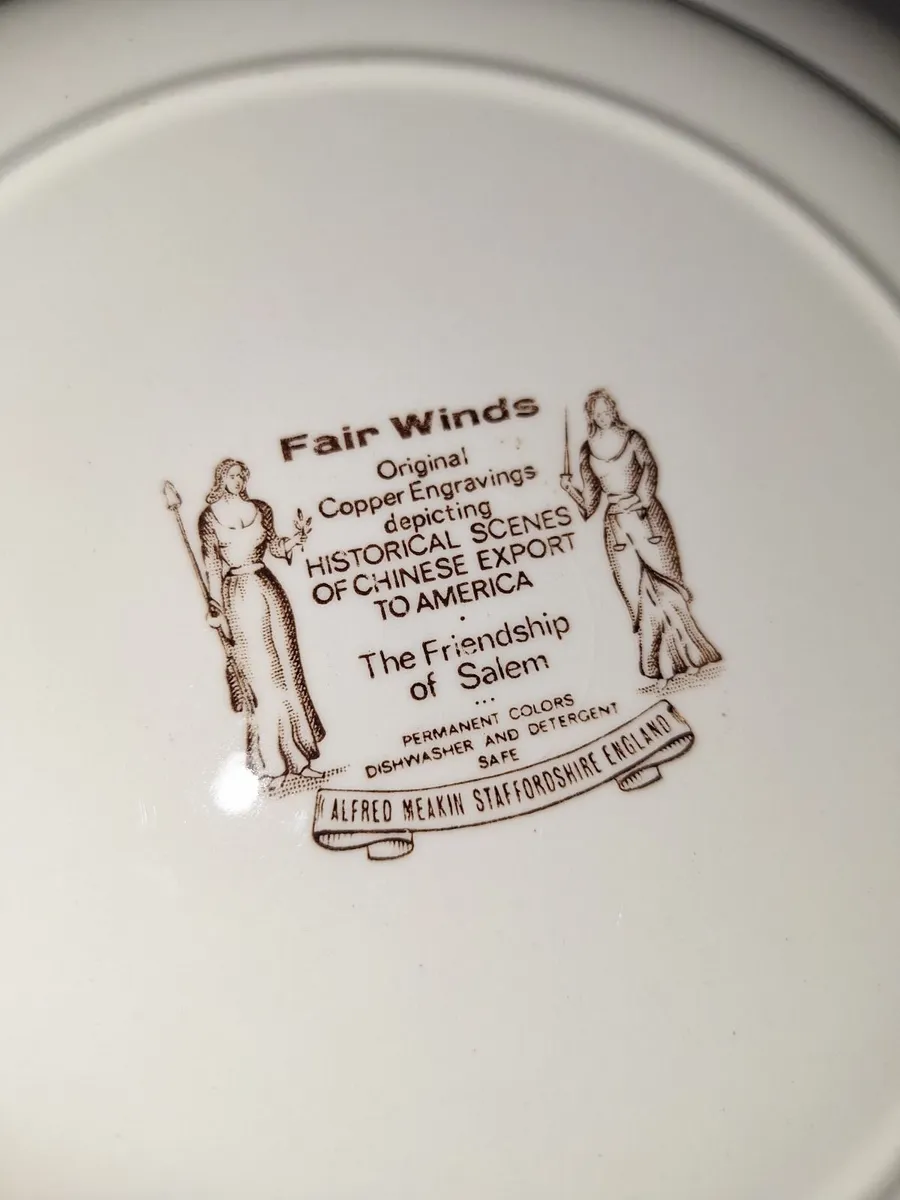 Fair Winds
Original
Copper Engravings
depicting
HISTORICAL SCENES
OF CHINESE EXPORT
TO AMERICA
The Friendship
of Salem
PERMANENT COLORS
DISHWASHER AND DETERGENT
SAFE
ALFRED MEAKIN STAFFORDSHIRE ENGLAND